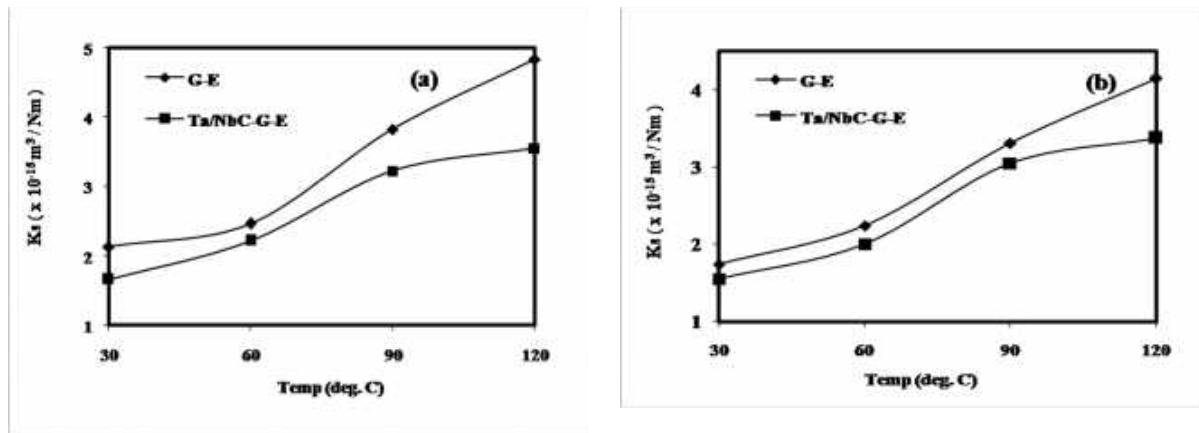 5
4
3
2
1
30
60
90
120
Ks ( x 10⁻¹⁵ m³ / Nm)
Temp (deg. C)
G-E
Ta/NbC-G-E
(a)
4
3
2
1
30
60
90
120
Ks ( x 10⁻¹⁵ m³ / Nm)
Temp (deg. C)
G-E
Ta/NbC-G-E
(b)